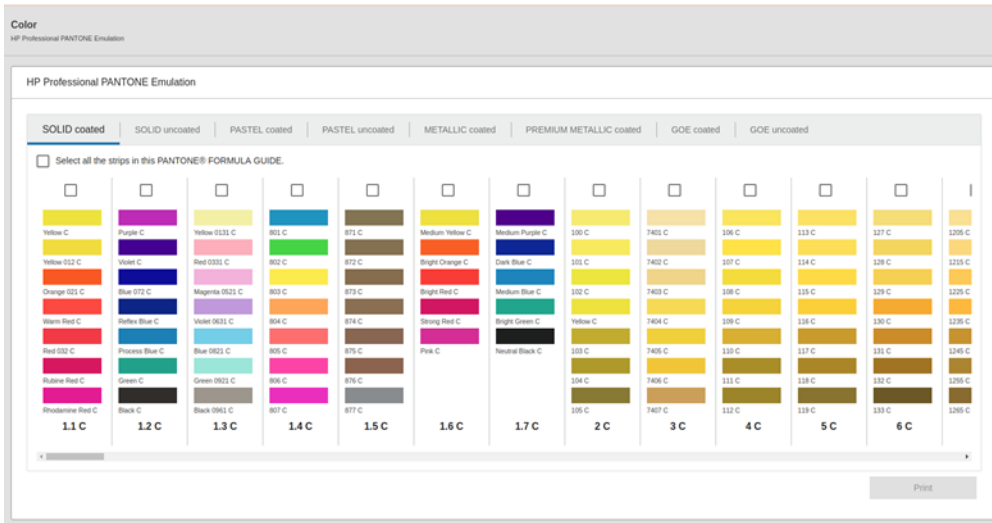 Color
HP Professional PANTONE Emulation
HP Professional PANTONE Emulation
SOLID coated SOLID uncoated PASTEL coated PASTEL uncoated METALLIC coated PREMIUM METALLIC coated GOE coated GOE uncoated
Select all the strips in this PANTONE® FORMULA GUIDE.
Yellow C Purple C Yellow 0131 C 801 C 871 C Medium Yellow C Medium Purple C 100 C 7401 C 106 C 113 C 127 C 1205 C
Yellow 012 C Violet C Red 0331 C 802 C 872 C Bright Orange C Dark Blue C 101 C 7402 C 107 C 114 C 128 C 1215 C
Orange 021 C Blue 072 C Magenta 0521 C 803 C 873 C Bright Red C Medium Blue C 102 C 7403 C 108 C 115 C 129 C 1225 C
Warm Red C Reflex Blue C Violet 0631 C 804 C 874 C Strong Red C Bright Green C Yellow C 7404 C 109 C 116 C 130 C 1235 C
Red 032 C Process Blue C Blue 0821 C 805 C 875 C Pink C Neutral Black C 103 C 7405 C 110 C 117 C 131 C 1245 C
Rubine Red C Green C Green 0921 C 806 C 876 C 104 C 7406 C 111 C 118 C 132 C 1255 C
Rhodamine Red C Black C Black 0961 C 807 C 877 C 105 C 7407 C 112 C 119 C 133 C 1265 C
1.1 C 1.2 C 1.3 C 1.4 C 1.5 C 1.6 C 1.7 C 2 C 3 C 4 C 5 C 6 C
Print